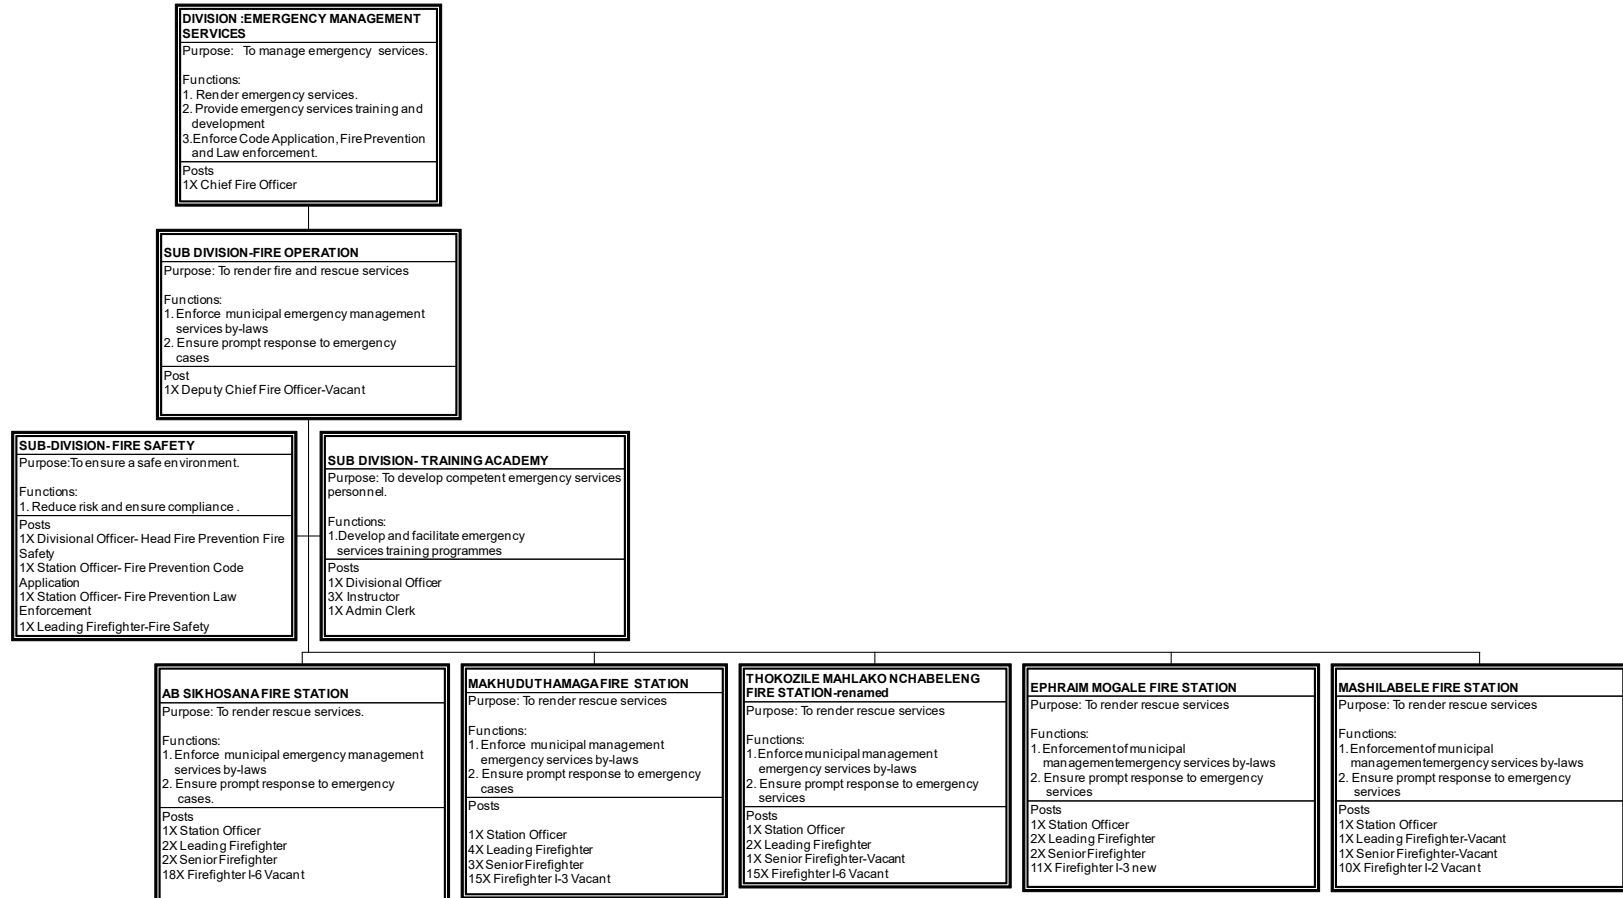 DIVISION :EMERGENCY MANAGEMENT
SERVICES
Purpose: To manage emergency services.
Functions:
1. Render emergency services.
2. Provide emergency services training and
development
3.Enforce Code Application, Fire Prevention
and Law enforcement.
Posts
1X Chief Fire Officer
SUB DIVISION-FIRE OPERATION
Purpose: To render fire and rescue services
Functions:
1. Enforce municipal emergency management
services by-laws
2. Ensure prompt response to emergency
cases
Post
1X Deputy Chief Fire Officer-Vacant
SUB-DIVISION- FIRE SAFETY
Purpose:To ensure a safe environment.
Functions:
1. Reduce risk and ensure compliance .
Posts
1X Divisional Officer- Head Fire Prevention Fire
Safety
1X Station Officer- Fire Prevention Code
Application
1X Station Officer- Fire Prevention Law
Enforcement
1X Leading Firefighter-Fire Safety
SUB DIVISION- TRAINING ACADEMY
Purpose: To develop competent emergency services
personnel.
Functions:
1.Develop and facilitate emergency
services training programmes
Posts
1X Divisional Officer
3X Instructor
1X Admin Clerk
AB SIKHOSANA FIRE STATION
Purpose: To render rescue services.
Functions:
1. Enforce municipal emergency management
services by-laws
2. Ensure prompt response to emergency
cases.
Posts
1X Station Officer
2X Leading Firefighter
2X Senior Firefighter
18X Firefighter I-6 Vacant
MAKHUDUTHAMAGA FIRE STATION
Purpose: To render rescue services
Functions:
1. Enforce municipal management
emergency services by-laws
2. Ensure prompt response to emergency
cases
Posts
1X Station Officer
4X Leading Firefighter
3X Senior Firefighter
15X Firefighter I-3 Vacant
THOKOZILE MAHLAKO NCHABELENG
FIRE STATION-renamed
Purpose: To render rescue services
Functions:
1.Enforce municipal management
emergency services by-laws
2. Ensure prompt response to emergency
services
Posts
1X Station Officer
2X Leading Firefighter
1X Senior Firefighter-Vacant
15X Firefighter I-6 Vacant
EPHRAIM MOGALE FIRE STATION
Purpose: To render rescue services
Functions:
1.Enforcement of municipal
managementemergency services by-laws
2. Ensure prompt response to emergency
services
Posts
1X Station Officer
2X Leading Firefighter
2X Senior Firefighter
11X Firefighter I-3 new
MASHILABELE FIRE STATION
Purpose: To render rescue services
Functions:
1.Enforcement of municipal
managementemergency services by-laws
2. Ensure prompt response to emergency
services
Posts
1X Station Officer
1X Leading Firefighter-Vacant
1X Senior Firefighter-Vacant
10X Firefighter I-2 Vacant